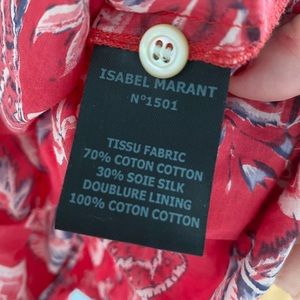 ISABEL MARANT
N°1501
TISSU FABRIC
70% COTON COTTON
30% SOIE SILK
DOUBLURE LINING
100% COTON COTTON